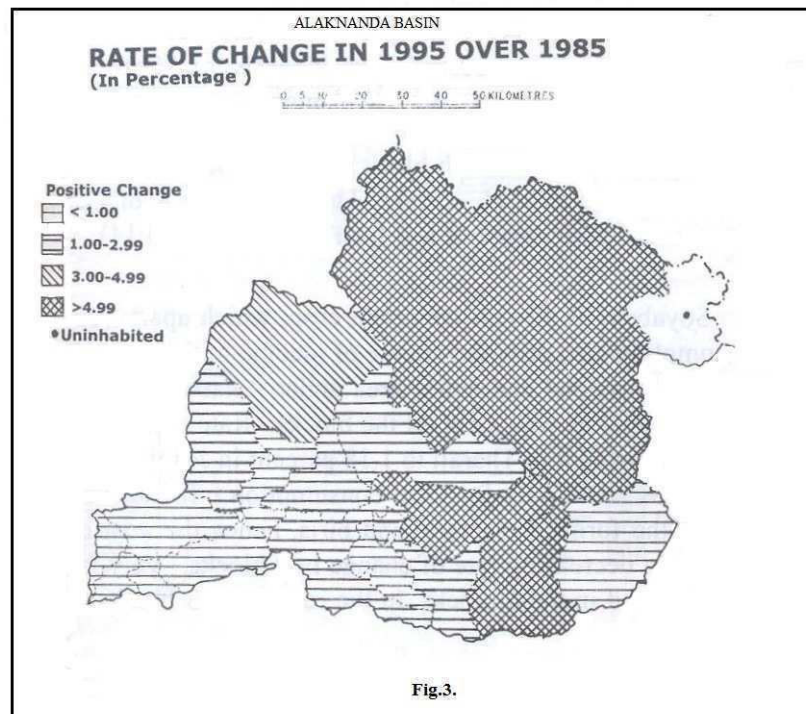 ALAKNANDA BASIN
RATE OF CHANGE IN 1995 OVER 1985
(In Percentage )
0 5 10 20 30 40 50 KILOMETRES
Positive Change
< 1.00
1.00-2.99
3.00-4.99
>4.99
•Uninhabited
Fig.3.